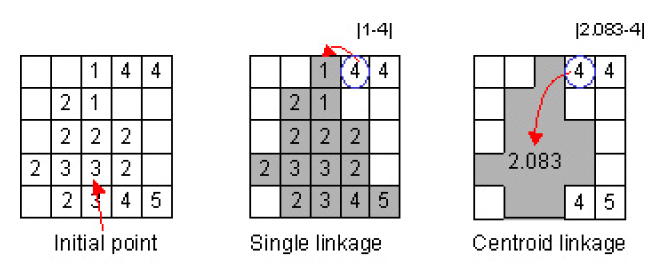 1 4 4
2 1
2 2 2
2 3 3 2
2 3 4 5
Initial point
|1-4|
1 4 4
2 1
2 2 2
2 3 3 2
2 3 4 5
Single linkage
|2.083-4|
4 4
2.083
4 5
Centroid linkage